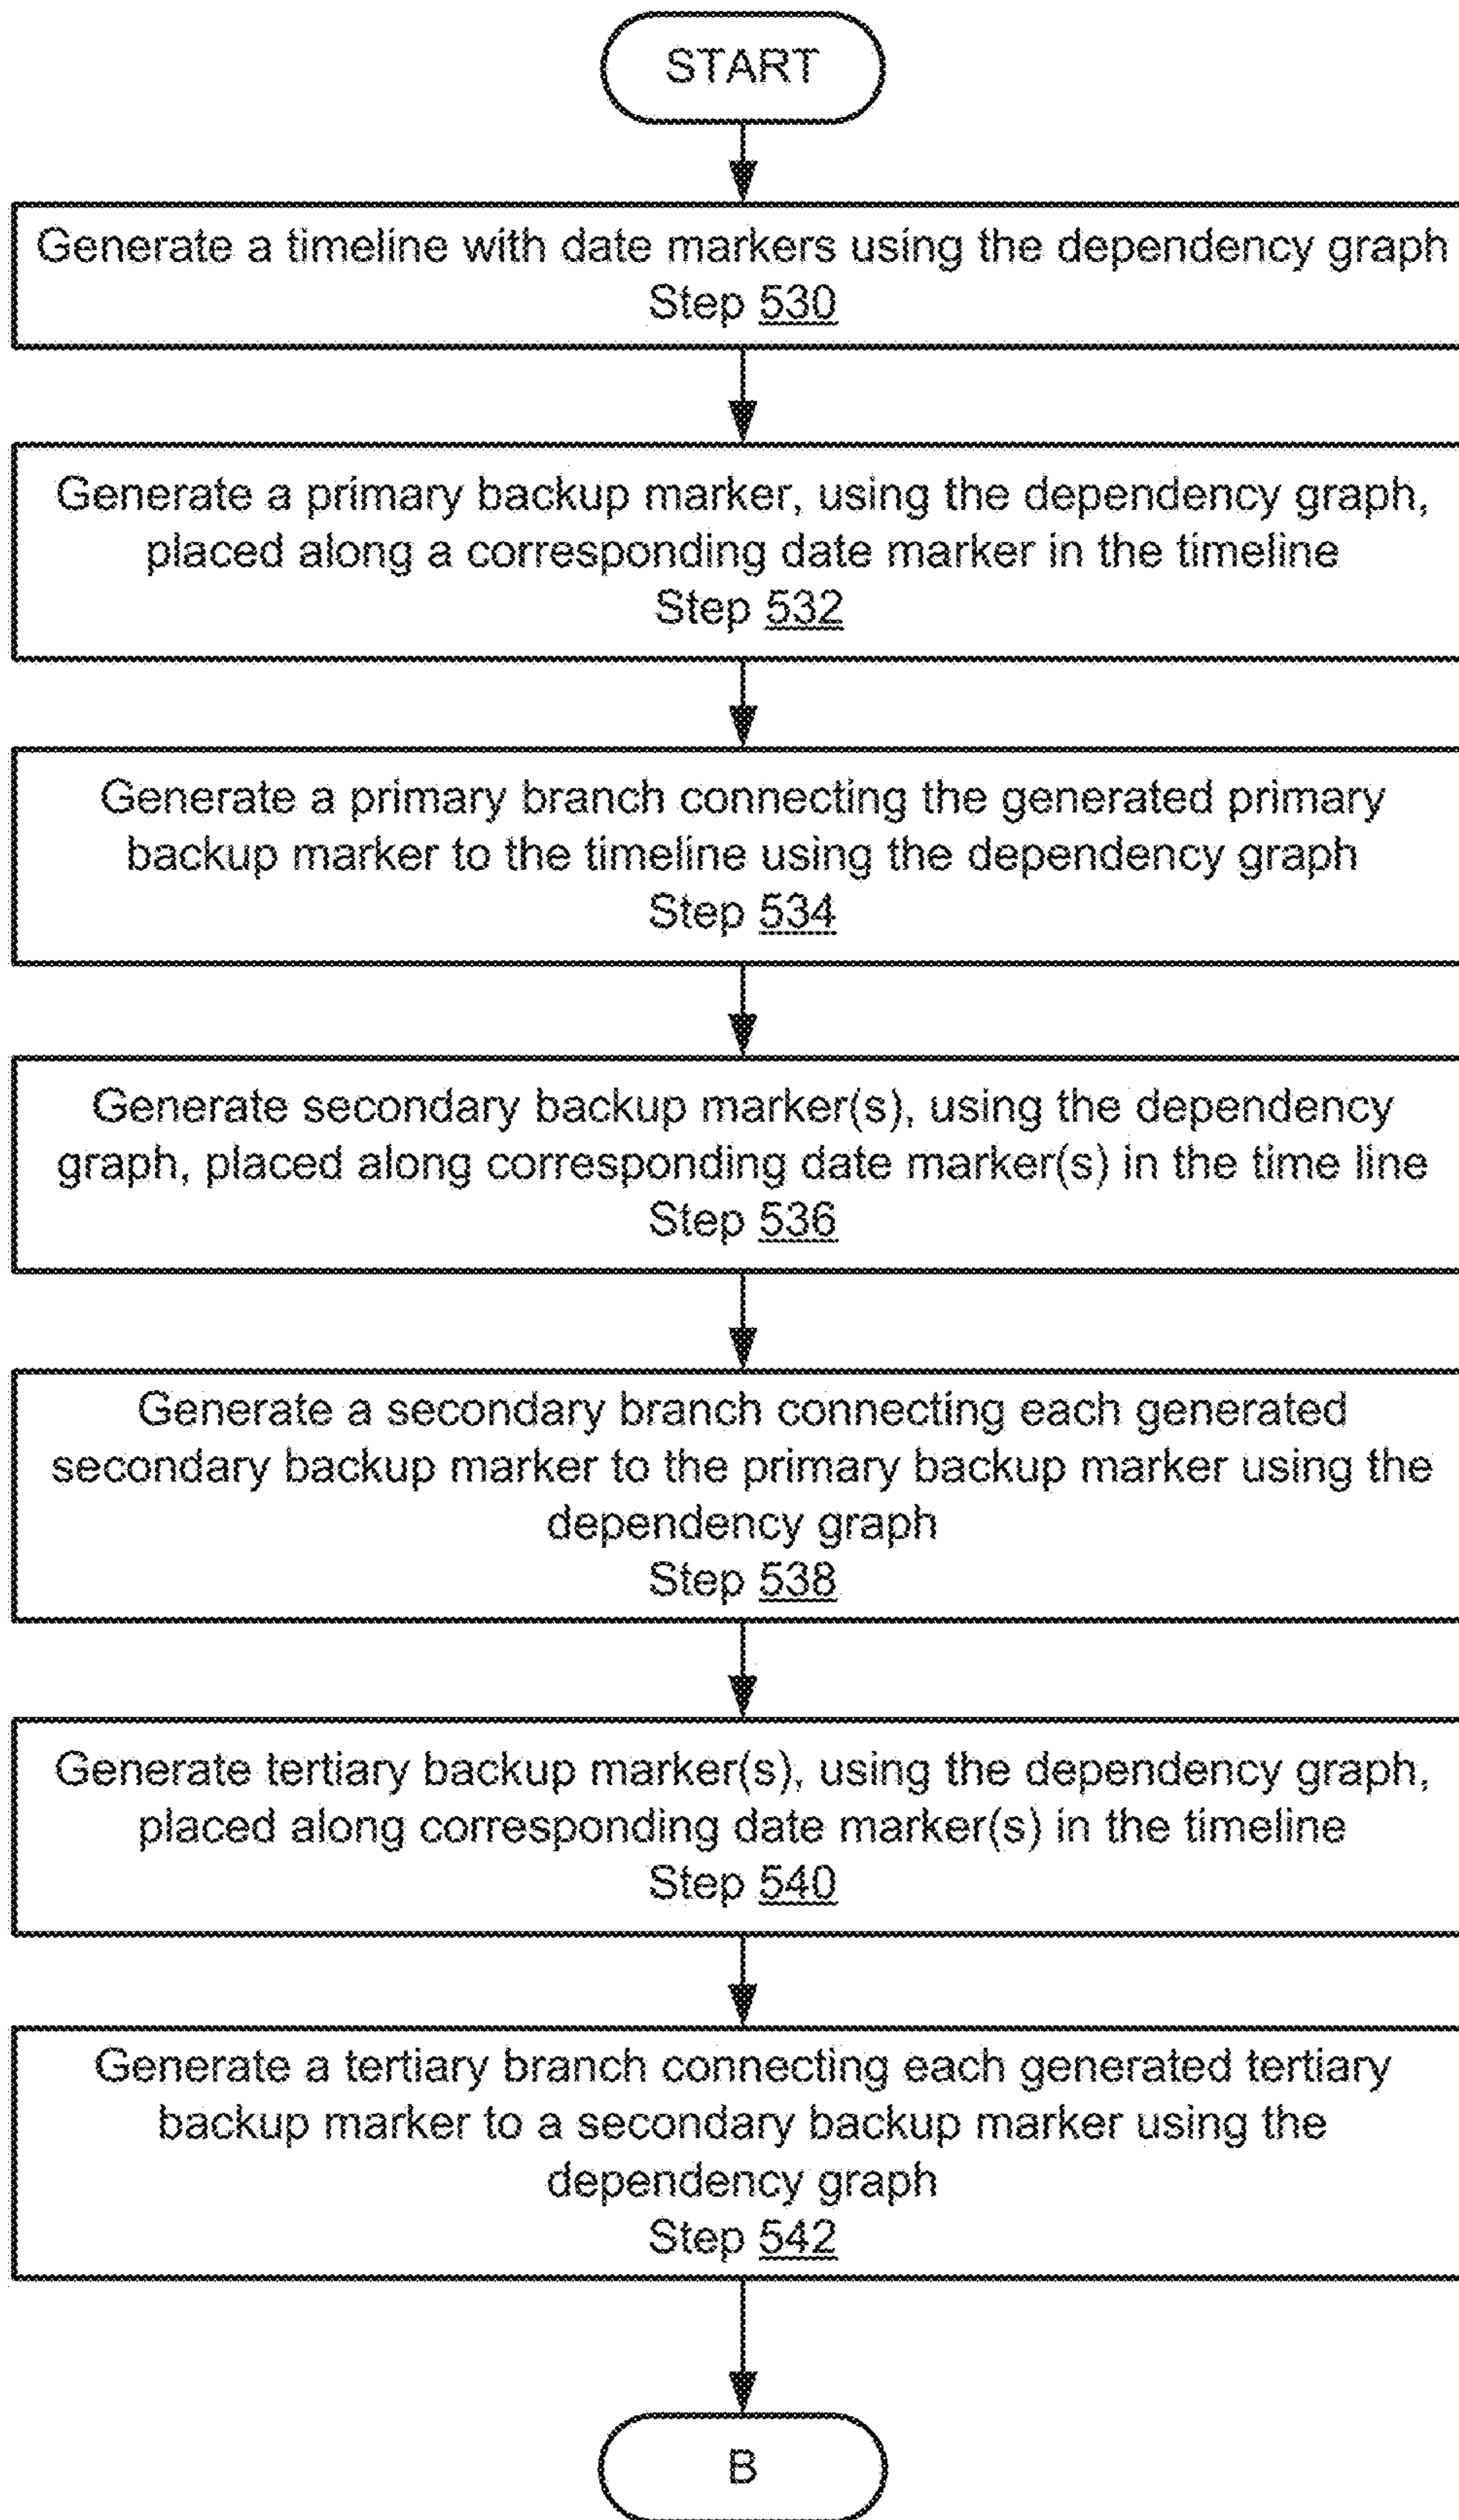 START
Generate a timeline with date markers using the dependency graph
Step 530
Generate a primary backup marker, using the dependency graph,
placed along a corresponding date marker in the timeline
Step 532
Generate a primary branch connecting the generated primary
backup marker to the timeline using the dependency graph
Step 534
Generate secondary backup marker(s), using the dependency
graph, placed along corresponding date marker(s) in the time line
Step 536
Generate a secondary branch connecting each generated
secondary backup marker to the primary backup marker using the
dependency graph
Step 538
Generate tertiary backup marker(s), using the dependency graph,
placed along corresponding date marker(s) in the timeline
Step 540
Generate a tertiary branch connecting each generated tertiary
backup marker to a secondary backup marker using the
dependency graph
Step 542
B